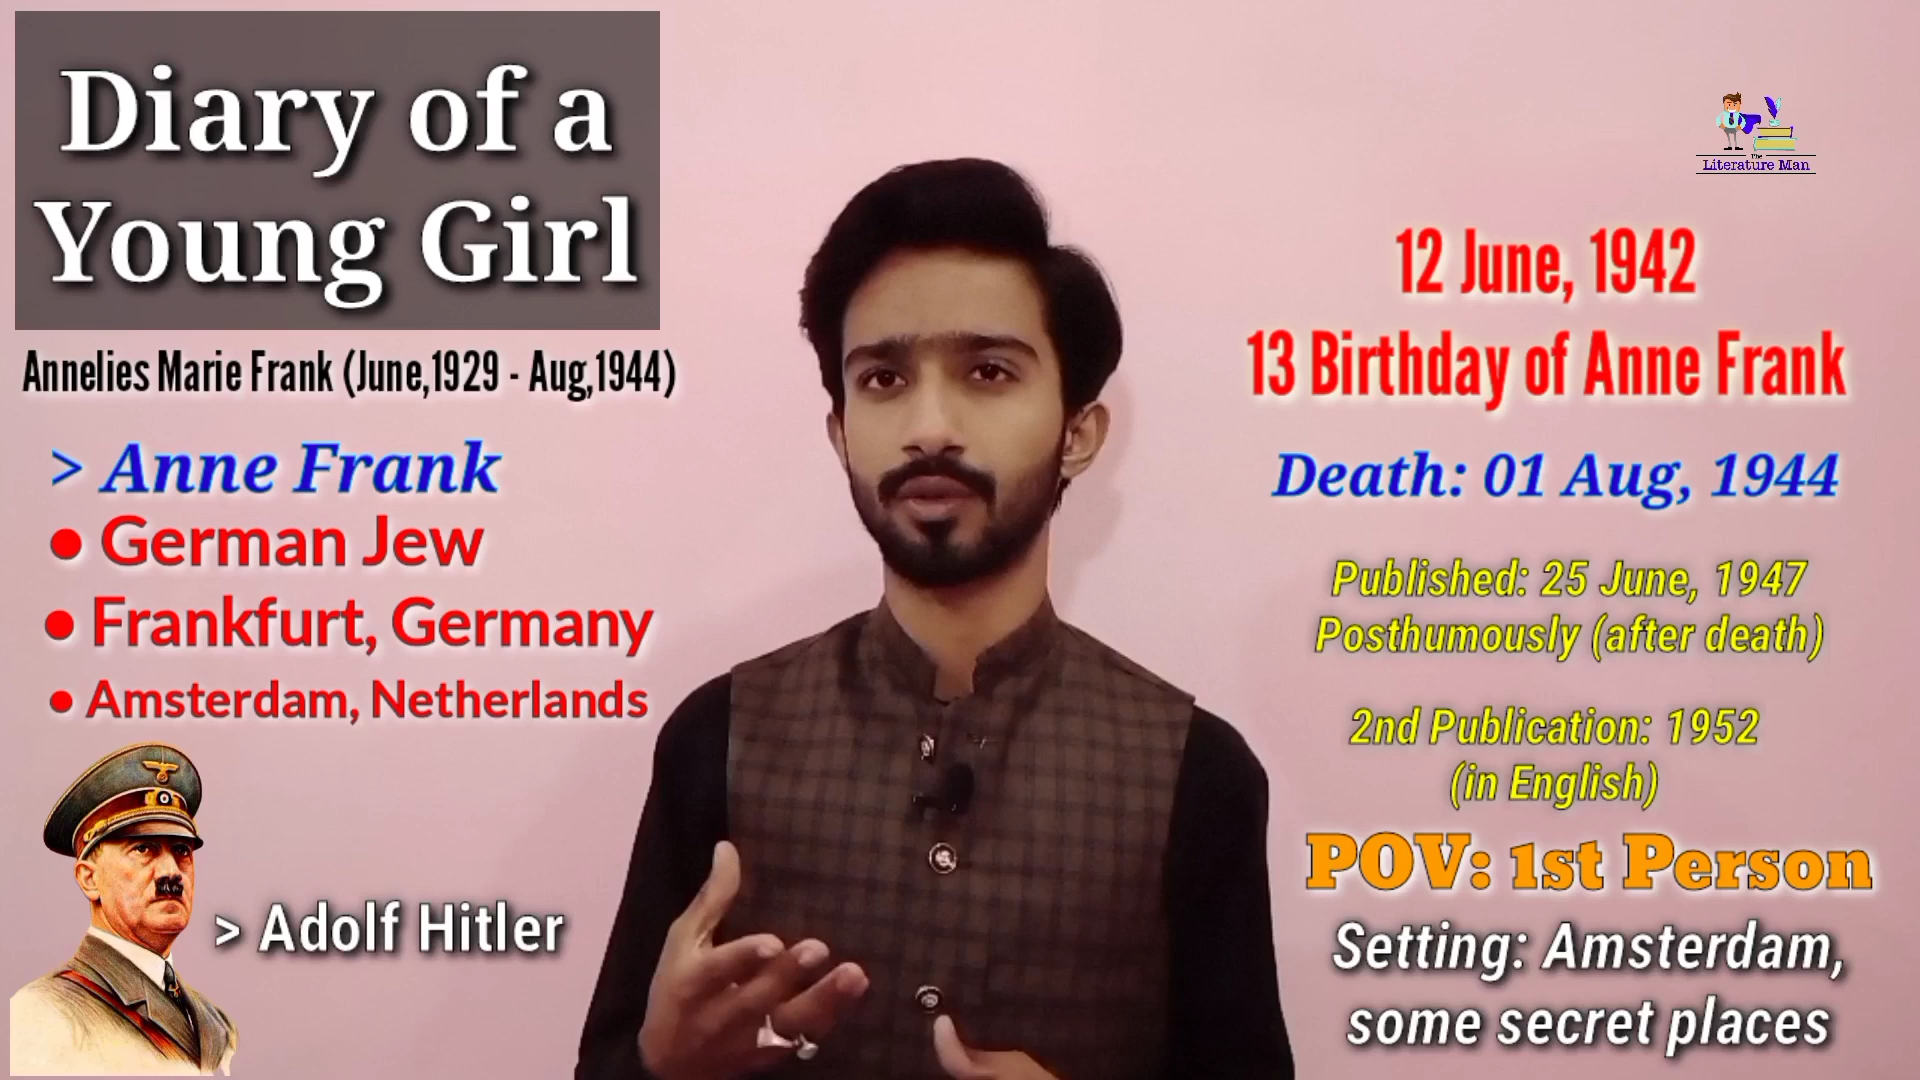 Diary of a
Young Girl
Annelies Marie Frank (June,1929 - Aug,1944)
> Anne Frank
● German Jew
● Frankfurt, Germany
● Amsterdam, Netherlands
> Adolf Hitler
The
Literature Man
12 June, 1942
13 Birthday of Anne Frank
Death: 01 Aug, 1944
Published: 25 June, 1947
Posthumously (after death)
2nd Publication: 1952
(in English)
POV: 1st Person
Setting: Amsterdam,
some secret places